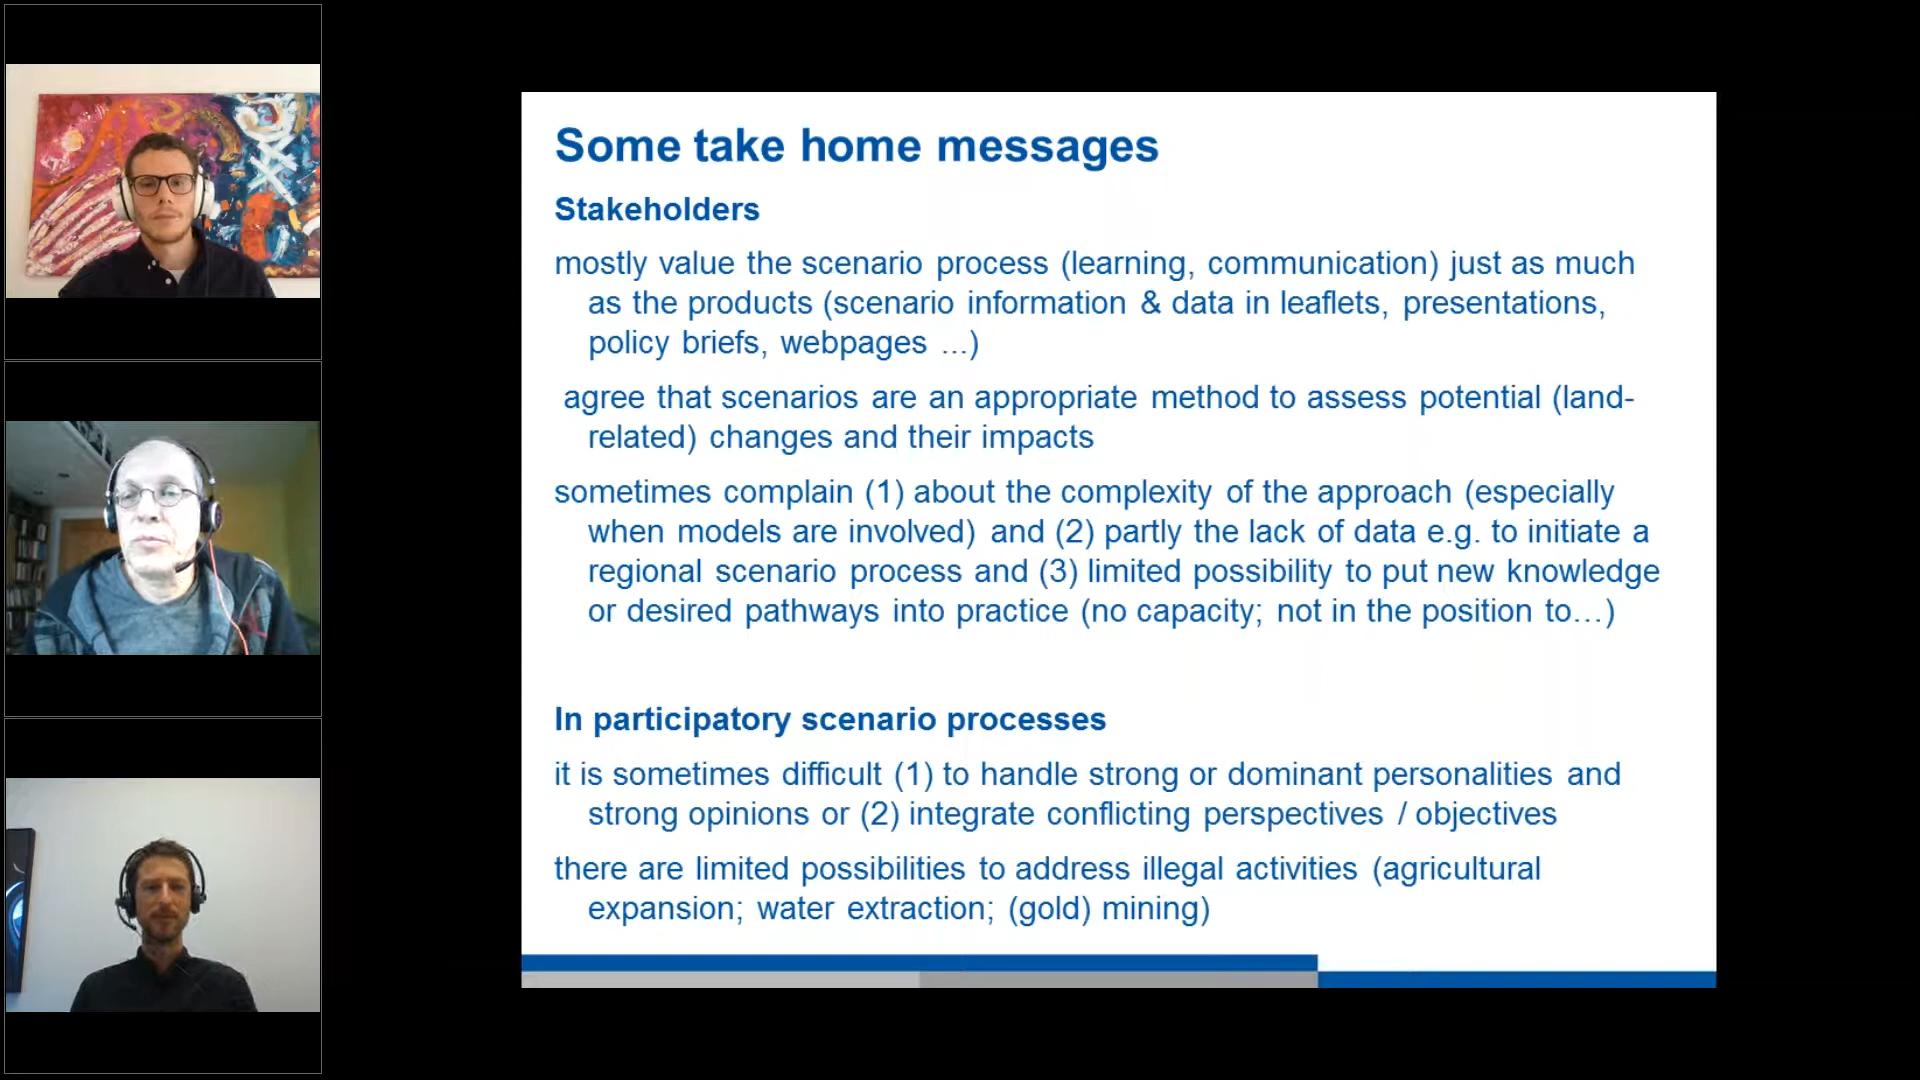 Some take home messages
Stakeholders
mostly value the scenario process (learning, communication) just as much
as the products (scenario information & data in leaflets, presentations,
policy briefs, webpages ...)
agree that scenarios are an appropriate method to assess potential (land-
related) changes and their impacts
sometimes complain (1) about the complexity of the approach (especially
when models are involved) and (2) partly the lack of data e.g. to initiate a
regional scenario process and (3) limited possibility to put new knowledge
or desired pathways into practice (no capacity; not in the position to…)
In participatory scenario processes
it is sometimes difficult (1) to handle strong or dominant personalities and
strong opinions or (2) integrate conflicting perspectives / objectives
there are limited possibilities to address illegal activities (agricultural
expansion; water extraction; (gold) mining)